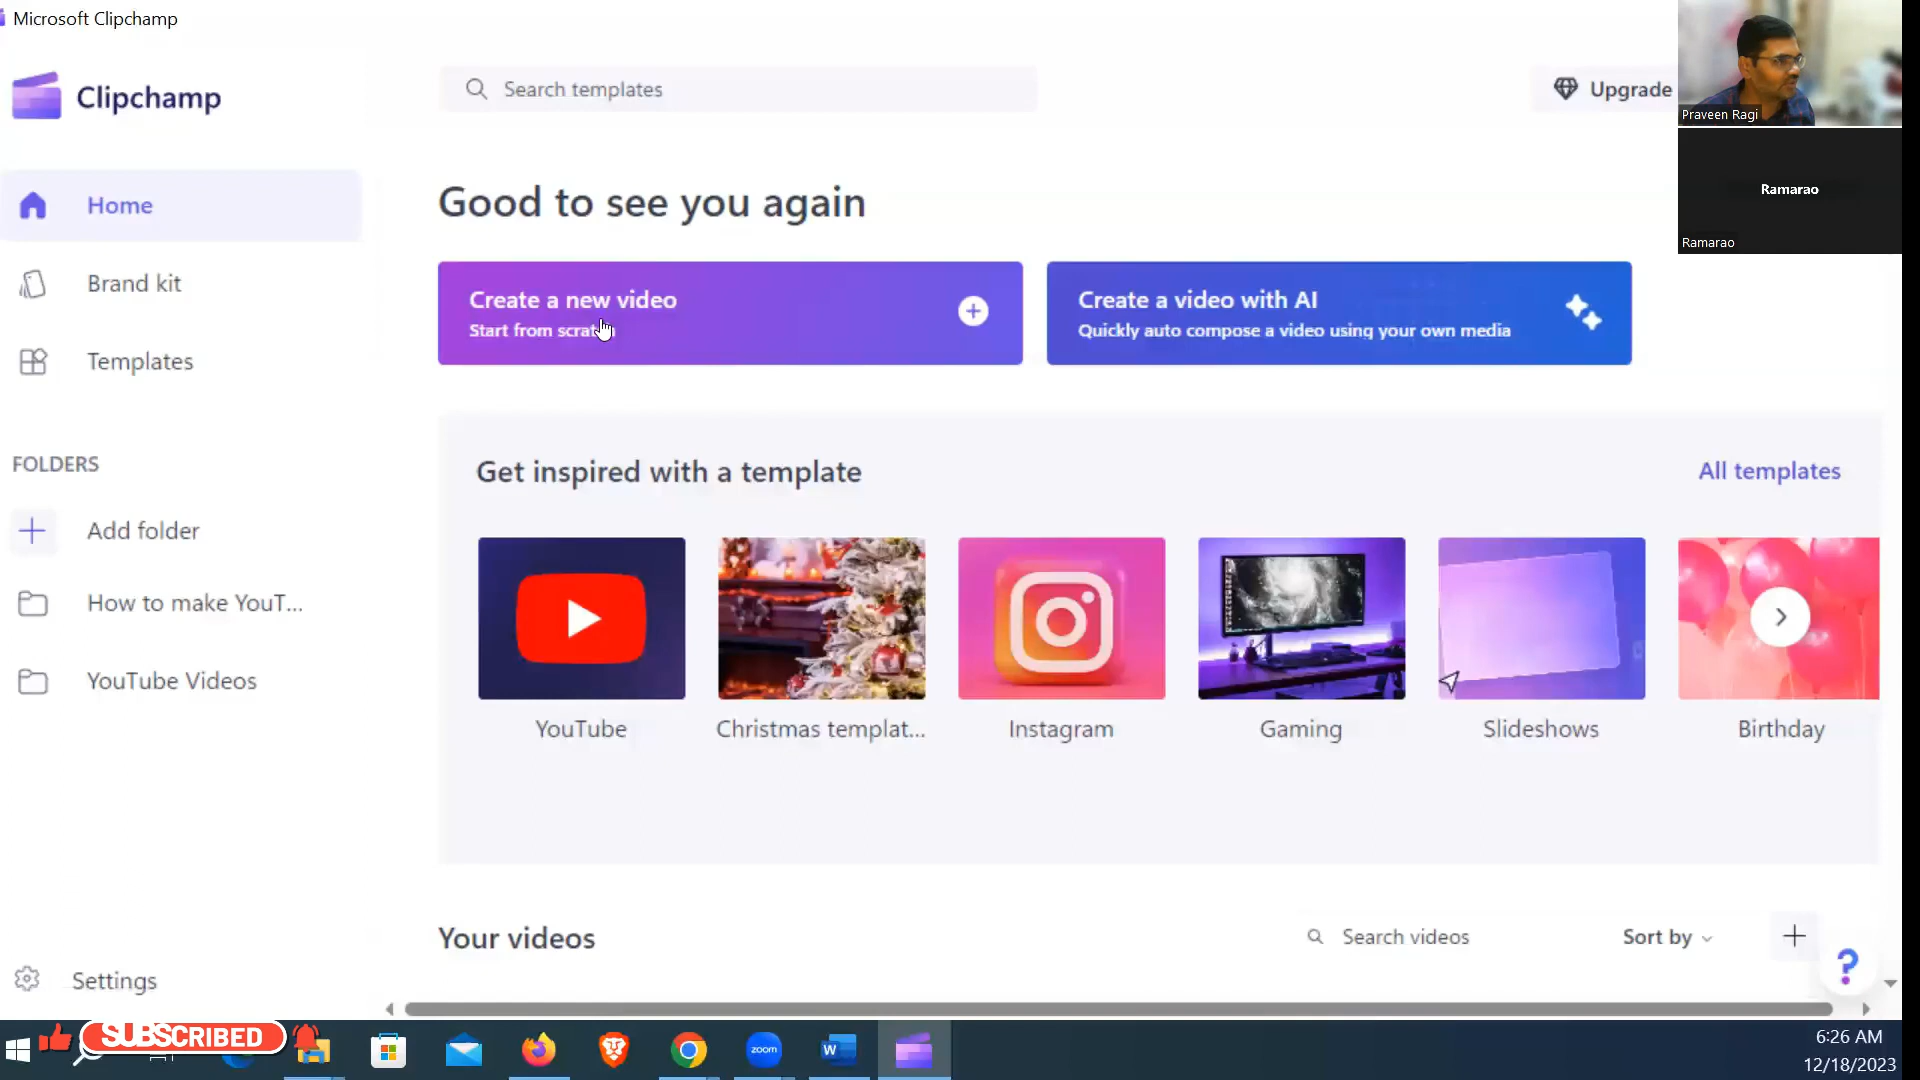 Microsoft Clipchamp
Clipchamp
Search templates
Upgrade
Praveen Ragi
Ramarao
Ramarao
Home
Brand kit
Templates
FOLDERS
Add folder
How to make YouT...
YouTube Videos
Settings
Good to see you again
Create a new video
Start from scratch
Create a video with AI
Quickly auto compose a video using your own media
Get inspired with a template
All templates
YouTube
Christmas templat...
Instagram
Gaming
Slideshows
Birthday
Your videos
Search videos
Sort by
?
SUBSCRIBED
zoom
W
6:26 AM
12/18/2023